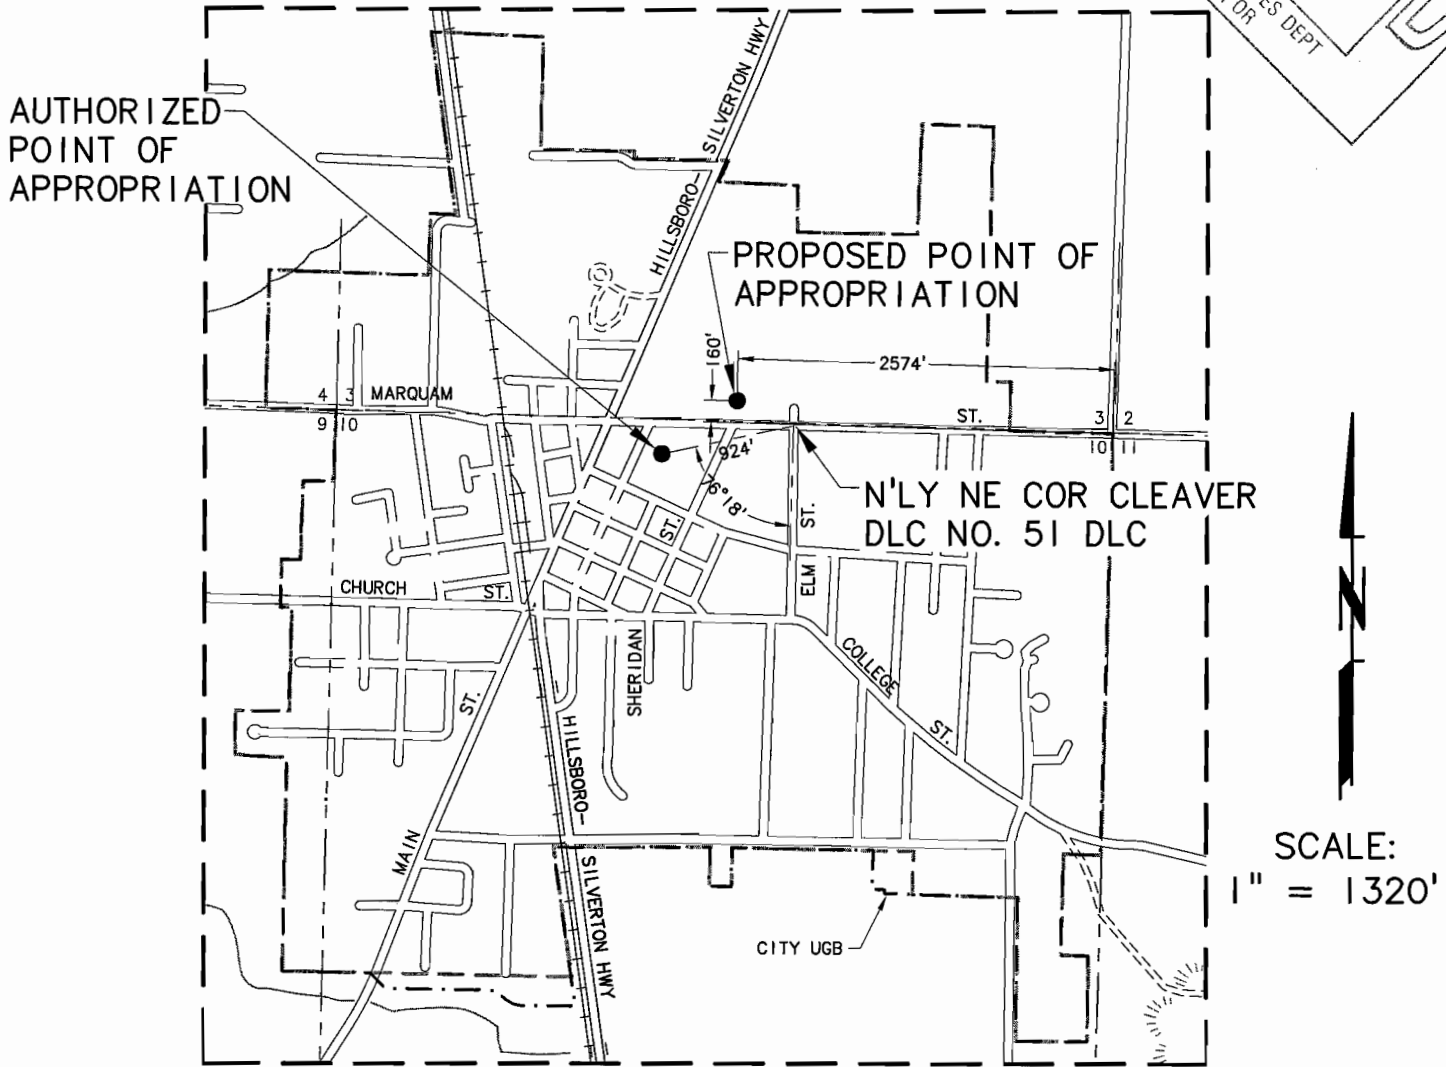 ES DEPT
OR
SILVERTON HWY
HILLSBORO-
AUTHORIZED
POINT OF
APPROPRIATION
PROPOSED POINT OF
APPROPRIATION
160'
2574'
4 3
MARQUAM
9 10
ST.
3 2
10 11
924'
76°18'
N'LY NE COR CLEAVER
DLC NO. 51 DLC
ST.
ST.
ELM
N
CHURCH
ST.
SHERIDAN
COLLEGE
ST.
ST.
HILLSBORO-
MAIN
SILVERTON HWY
CITY UGB
SCALE:
1" = 1320'